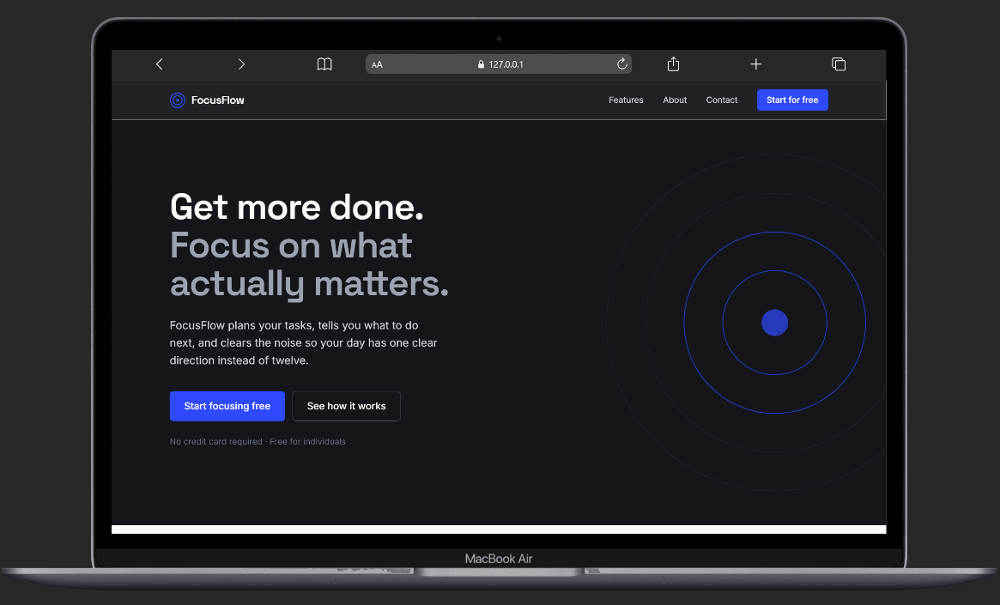 AA 127.0.0.1
FocusFlow Features About Contact Start for free
Get more done.
Focus on what
actually matters.
FocusFlow plans your tasks, tells you what to do
next, and clears the noise so your day has one clear
direction instead of twelve.
Start focusing free See how it works
No credit card required · Free for individuals
MacBook Air